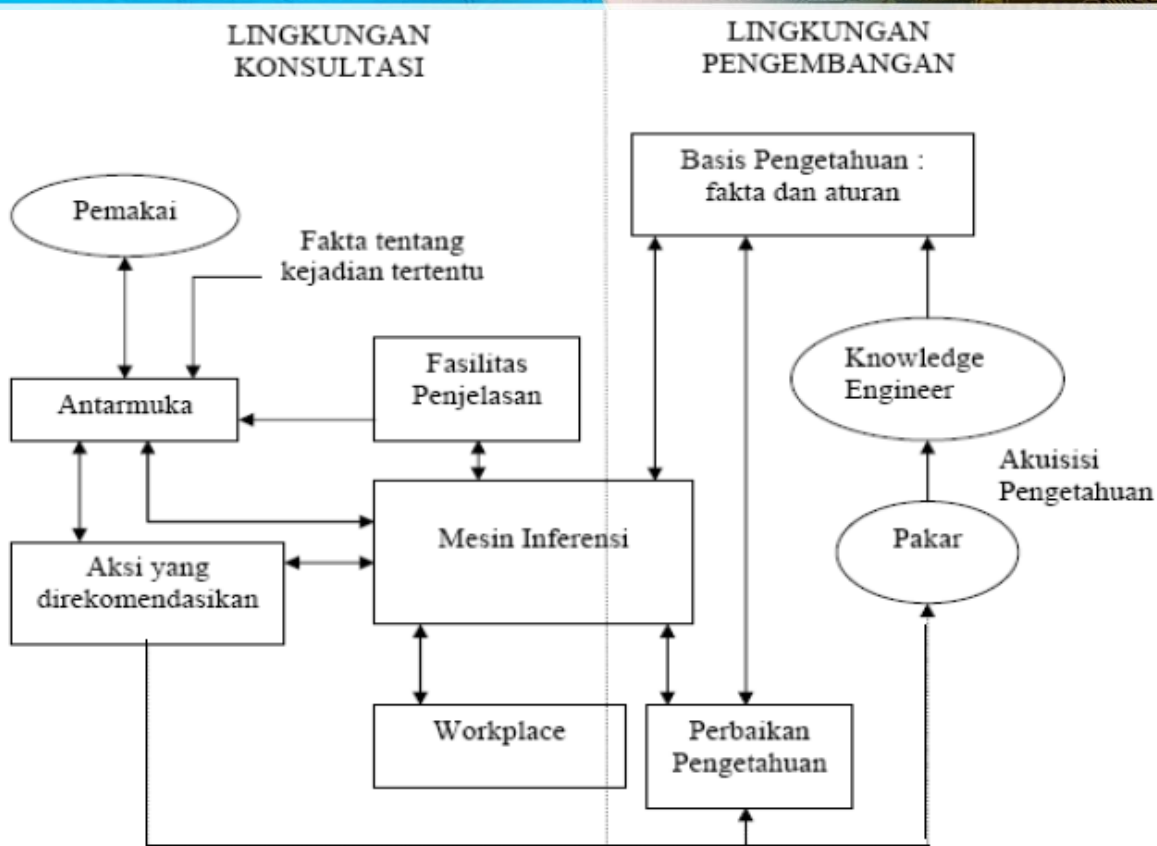 LINGKUNGAN
KONSULTASI
LINGKUNGAN
PENGEMBANGAN
Basis Pengetahuan :
fakta dan aturan
Pemakai
Fakta tentang
kejadian tertentu
Fasilitas
Penjelasan
Knowledge
Engineer
Antarmuka
Akuisisi
Pengetahuan
Mesin Inferensi
Pakar
Aksi yang
direkomendasikan
Workplace
Perbaikan
Pengetahuan